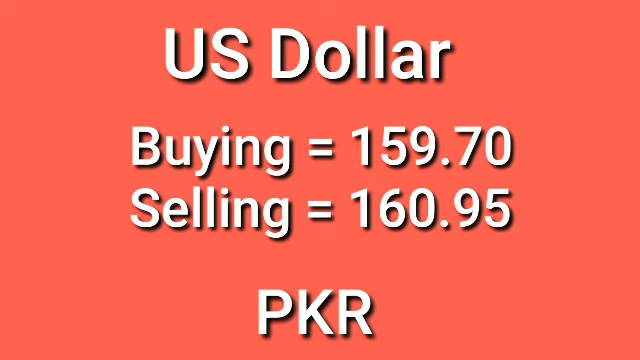 US Dollar
Buying = 159.70
Selling = 160.95
PKR